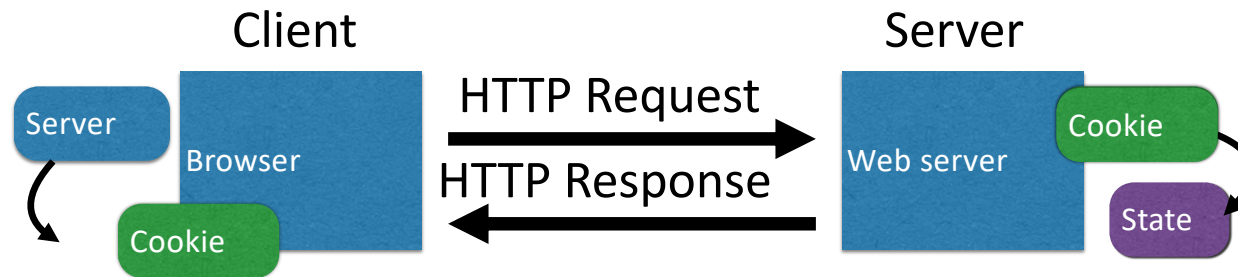 Client
Server
HTTP Request
Server
Cookie
Browser
Web server
HTTP Response
State
Cookie